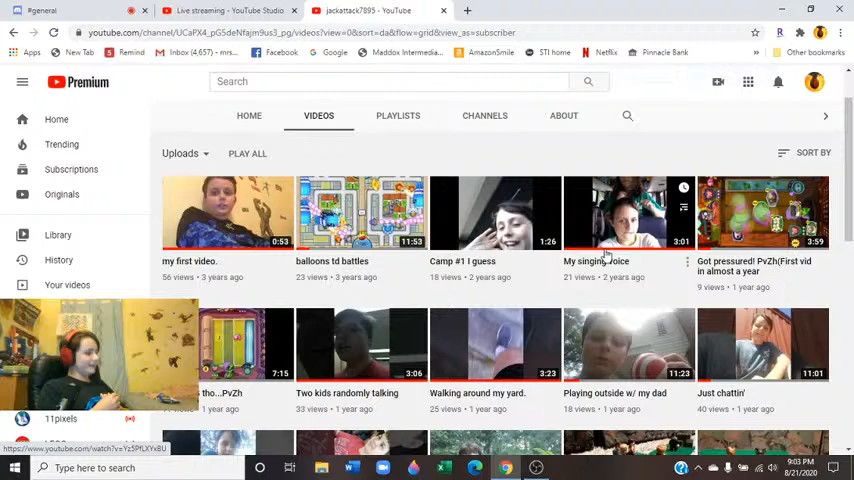 #general
Live streaming - YouTube Studio
jackattack7895 - YouTube
youtube.com/channel/UCaPX4_pG5deNfajm9us3_pg/videos?view=0&sort=da&flow=grid&view_as=subscriber
Apps
New Tab
Remind
Inbox (4,657) - mrs...
Facebook
Google
Maddox Intermedia...
AmazonSmile
STI home
Netflix
Pinnacle Bank
Other bookmarks
Premium
Search
HOME
VIDEOS
PLAYLISTS
CHANNELS
ABOUT
Home
Trending
Subscriptions
Originals
Library
History
Your videos
Uploads
PLAY ALL
SORT BY
0:53
11:53
1:26
3:01
3:59
my first video.
56 views • 3 years ago
balloons td battles
23 views • 3 years ago
Camp #1 I guess
18 views • 2 years ago
My singing voice
21 views • 2 years ago
Got pressured! PvZh(First vid
in almost a year
9 views • 1 year ago
7:15
3:06
3:23
11:23
11:01
tho...PvZh
1 year ago
Two kids randomly talking
33 views • 1 year ago
Walking around my yard.
25 views • 1 year ago
Playing outside w/ my dad
18 views • 1 year ago
Just chattin'
40 views • 1 year ago
11pixels
https://www.youtube.com/watch?v=Yz5PfLXYxBU
Type here to search
9:03 PM
8/21/2020